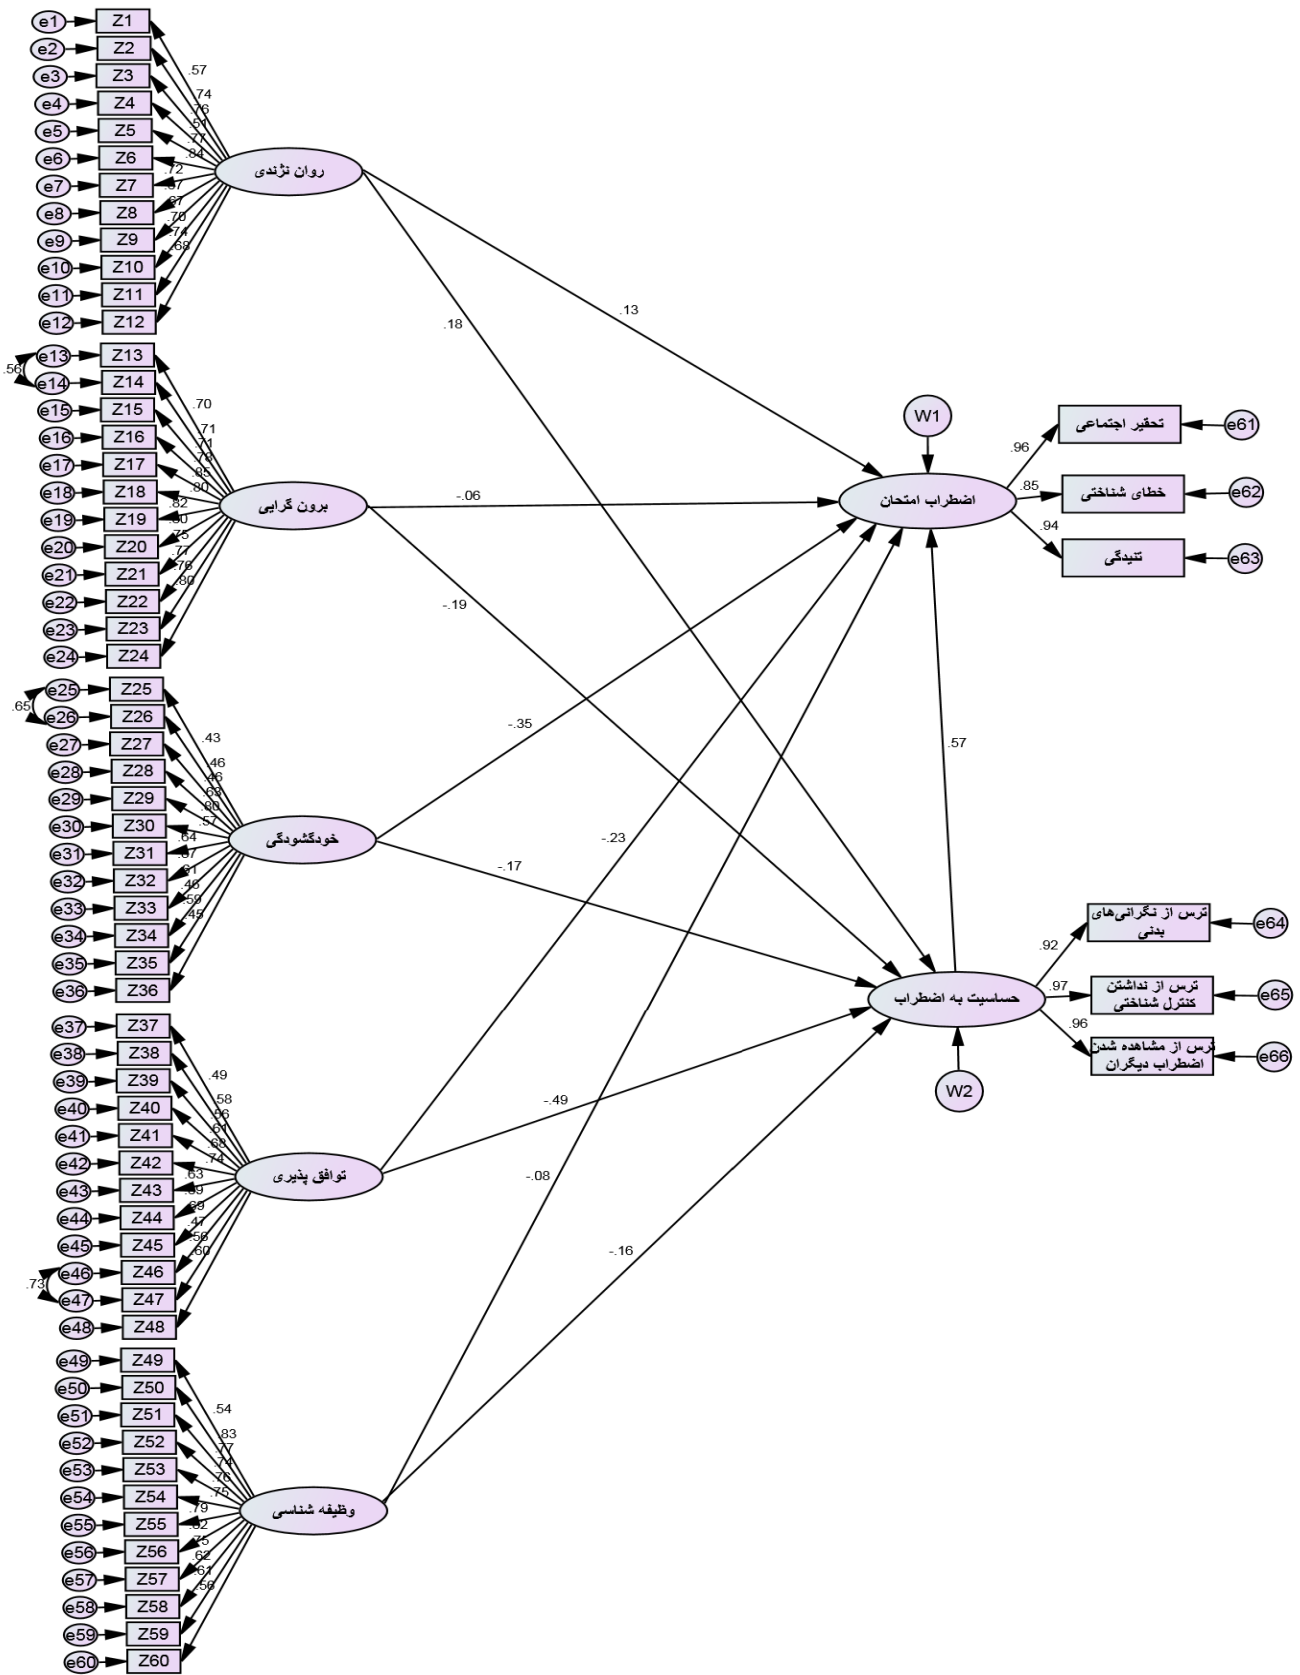 e1 Z1
e2 Z2
e3 Z3
e4 Z4
e5 Z5
e6 Z6
e7 Z7
e8 Z8
e9 Z9
e10 Z10
e11 Z11
e12 Z12
.57
.74
.76
.51
.77
.84
.72
.67
.70
.74
.68
روان نژندی
.56
e13 Z13
e14 Z14
e15 Z15
e16 Z16
e17 Z17
e18 Z18
e19 Z19
e20 Z20
e21 Z21
e22 Z22
e23 Z23
e24 Z24
.70
.71
.71
.78
.80
.82
.75
.77
.76
.80
برون گرایی
.65
e25 Z25
e26 Z26
e27 Z27
e28 Z28
e29 Z29
e30 Z30
e31 Z31
e32 Z32
e33 Z33
e34 Z34
e35 Z35
e36 Z36
.43
.46
.46
.63
.80
.57
.64
.46
.59
.45
خودگشودگی
e37 Z37
e38 Z38
e39 Z39
e40 Z40
e41 Z41
e42 Z42
e43 Z43
e44 Z44
e45 Z45
e46 Z46
e47 Z47
e48 Z48
.73
.49
.58
.56
.61
.68
.74
.63
.47
.56
.60
توافق پذیری
e49 Z49
e50 Z50
e51 Z51
e52 Z52
e53 Z53
e54 Z54
e55 Z55
e56 Z56
e57 Z57
e58 Z58
e59 Z59
e60 Z60
.54
.83
.77
.74
.76
.75
.79
.62
.75
.62
.61
.56
وظیفه شناسی
.13
.18
-.06
-.19
-.35
-.17
-.23
-.49
-.08
-.16
.57
W1
اضطراب امتحان
.96
.85
.94
تحقیر اجتماعی
e61
خطای شناختی
e62
تنیدگی
e63
حساسیت به اضطراب
W2
.92
.97
.96
ترس از نگرانی‌های
بدنی
e64
ترس از نداشتن
کنترل شناختی
e65
ترس از مشاهده شدن
اضطراب دیگران
e66